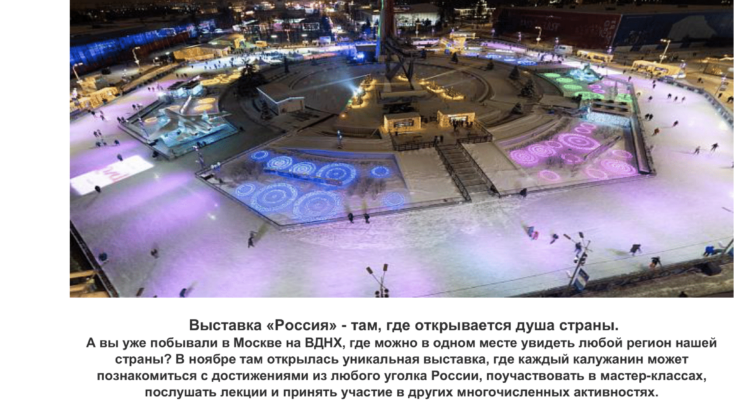 Выставка «Россия» - там, где открывается душа страны.
А вы уже побывали в Москве на ВДНХ, где можно в одном месте увидеть любой регион нашей
страны? В ноябре там открылась уникальная выставка, где каждый калужанин может
познакомиться с достижениями из любого уголка России, поучаствовать в мастер-классах,
послушать лекции и принять участие в других многочисленных активностях.